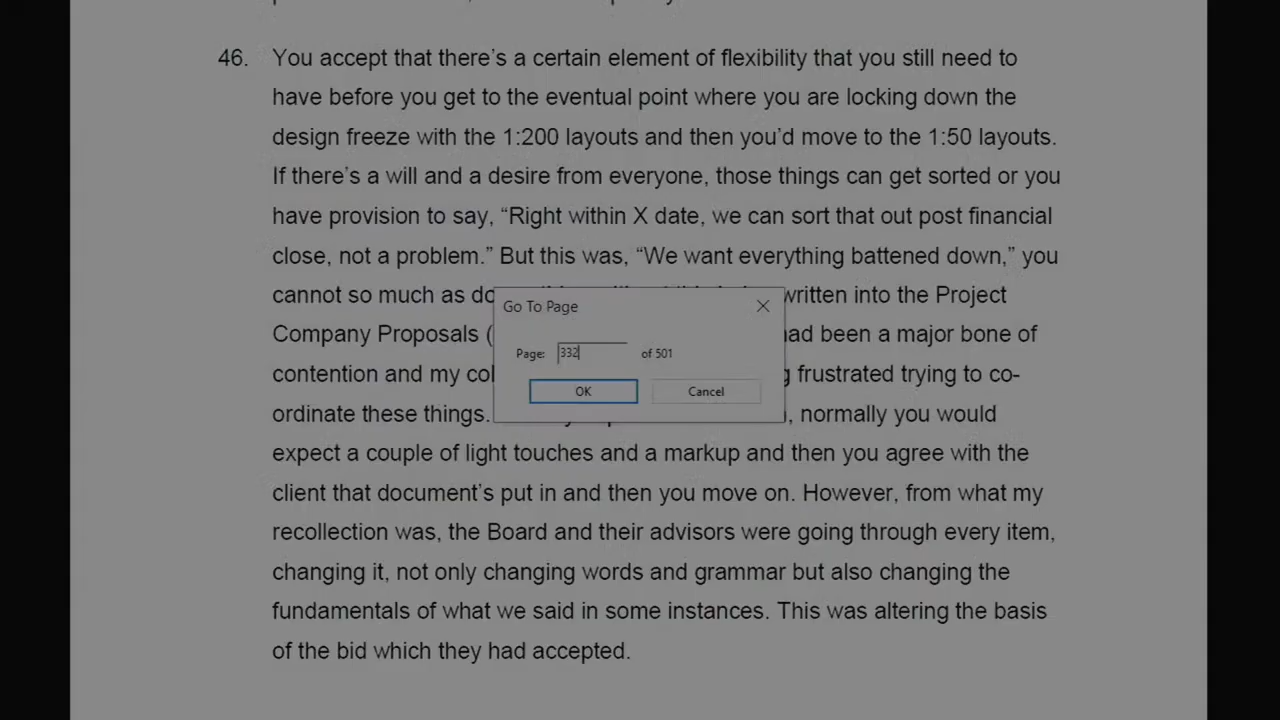 46. You accept that there’s a certain element of flexibility that you still need to
have before you get to the eventual point where you are locking down the
design freeze with the 1:200 layouts and then you’d move to the 1:50 layouts.
If there’s a will and a desire from everyone, those things can get sorted or you
have provision to say, “Right within X date, we can sort that out post financial
close, not a problem.” But this was, “We want everything battened down,” you
cannot so much as written into the Project
Company Proposals ( had been a major bone of
contention and my frustrated trying to co-
ordinate these things. normally you would
expect a couple of light touches and a markup and then you agree with the
client that document’s put in and then you move on. However, from what my
recollection was, the Board and their advisors were going through every item,
changing it, not only changing words and grammar but also changing the
fundamentals of what we said in some instances. This was altering the basis
of the bid which they had accepted.
Go To Page
Page: 332 of 501
OK Cancel